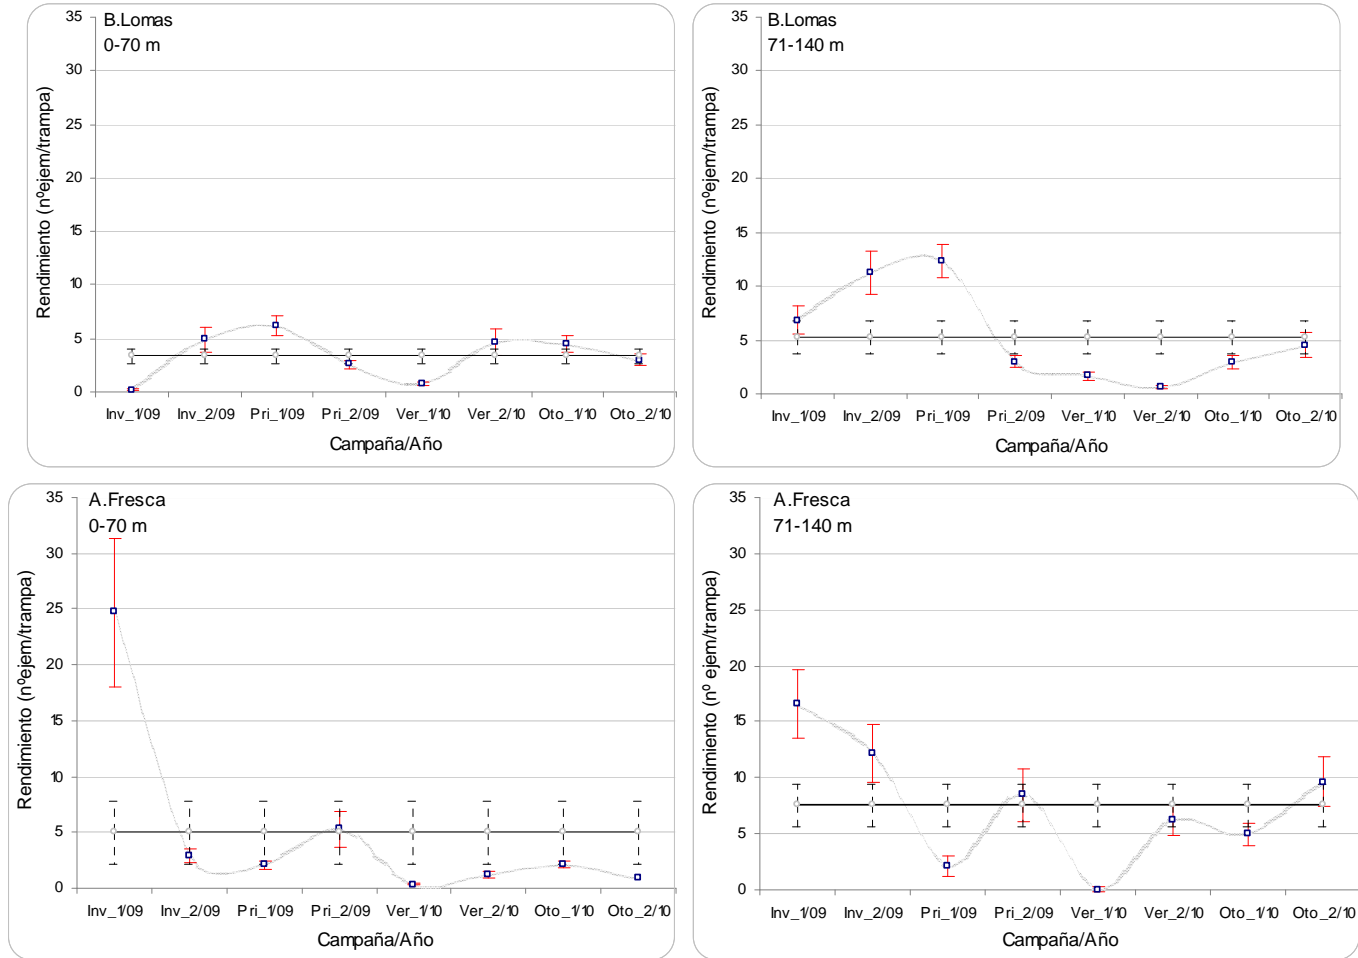 B.Lomas
0-70 m
Rendimiento (nºejem/trampa)
35
30
25
20
15
10
5
0
Inv_1/09 Inv_2/09 Pri_1/09 Pri_2/09 Ver_1/10 Ver_2/10 Oto_1/10 Oto_2/10
Campaña/Año
B.Lomas
71-140 m
Rendimiento (nºejem/trampa)
35
30
25
20
15
10
5
0
Inv_1/09 Inv_2/09 Pri_1/09 Pri_2/09 Ver_1/10 Ver_2/10 Oto_1/10 Oto_2/10
Campaña/Año
A.Fresca
0-70 m
Rendimiento (nºejem/trampa)
35
30
25
20
15
10
5
0
Inv_1/09 Inv_2/09 Pri_1/09 Pri_2/09 Ver_1/10 Ver_2/10 Oto_1/10 Oto_2/10
Campaña/Año
A.Fresca
71-140 m
Rendimiento (nº ejem/trampa)
35
30
25
20
15
10
5
0
Inv_1/09 Inv_2/09 Pri_1/09 Pri_2/09 Ver_1/10 Ver_2/10 Oto_1/10 Oto_2/10
Campaña/Año